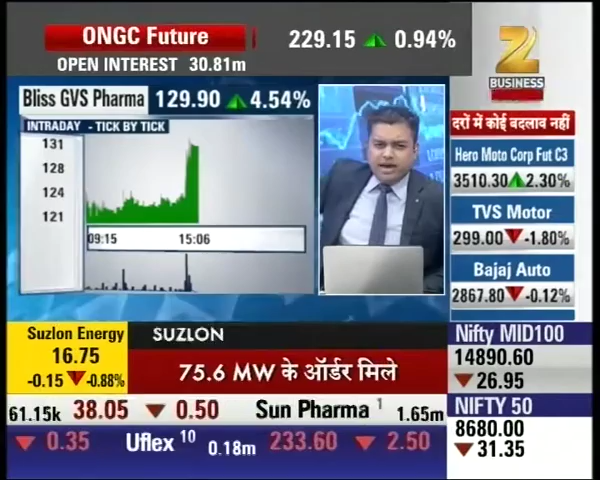 ONGC Future
229.15 0.94%
OPEN INTEREST 30.81m
Z
BUSINESS
Bliss GVS Pharma 129.90 4.54%
INTRADAY - TICK BY TICK
131
128
124
121
09:15 15:06
दरों में कोई बदलाव नहीं
Hero Moto Corp Fut C3
3510.30 2.30%
TVS Motor
299.00 -1.80%
Bajaj Auto
2867.80 -0.12%
Suzlon Energy
16.75
-0.15 -0.88%
SUZLON
75.6 MW के ऑर्डर मिले
Nifty MID100
14890.60
26.95
NIFTY 50
8680.00
31.35
61.15k 38.05 0.50 Sun Pharma 1 1.65m
0.35 Uflex 10 0.18m 233.60 2.50